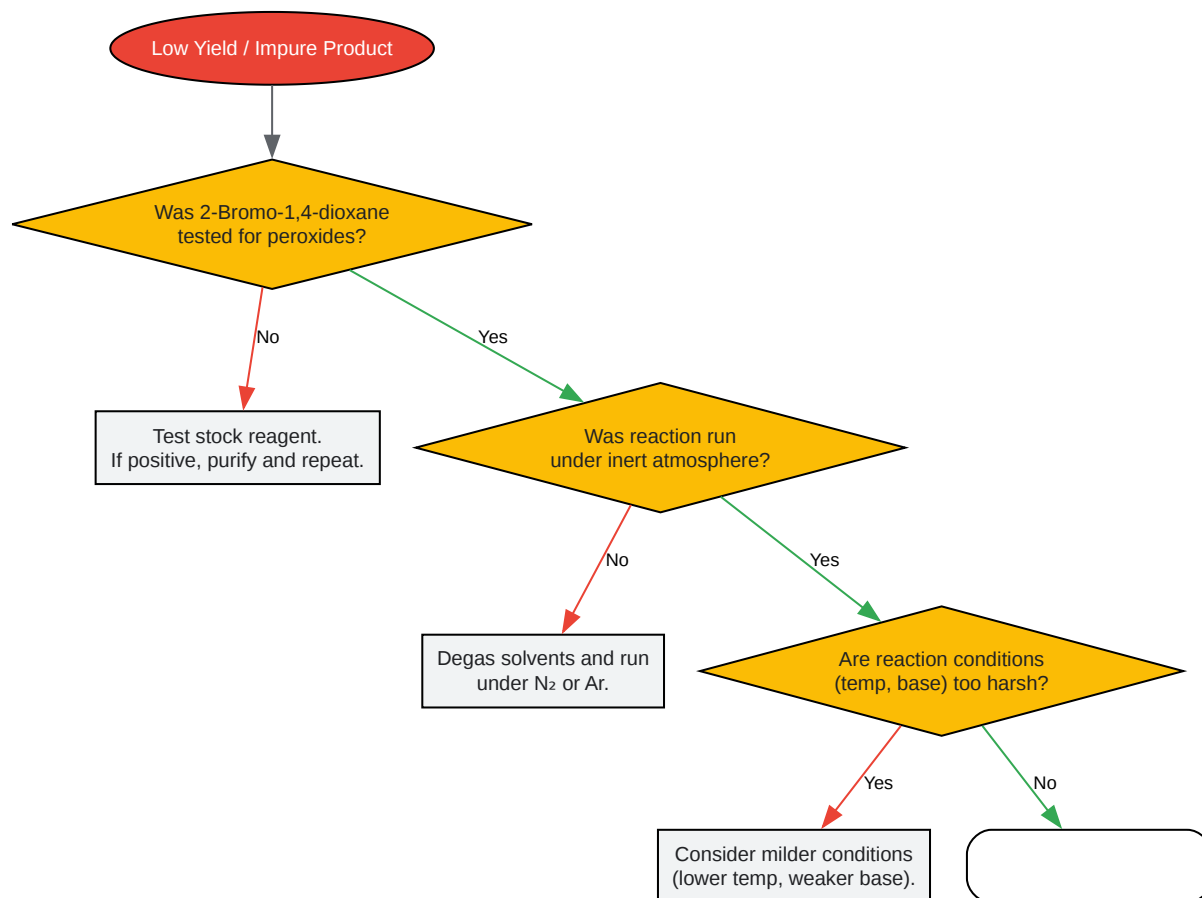 Low Yield / Impure Product
Was 2-Bromo-1,4-dioxane
tested for peroxides?
No
Yes
Test stock reagent.
If positive, purify and repeat.
Was reaction run
under inert atmosphere?
No
Yes
Degas solvents and run
under N₂ or Ar.
Are reaction conditions
(temp, base) too harsh?
Yes
No
Consider milder conditions
(lower temp, weaker base).